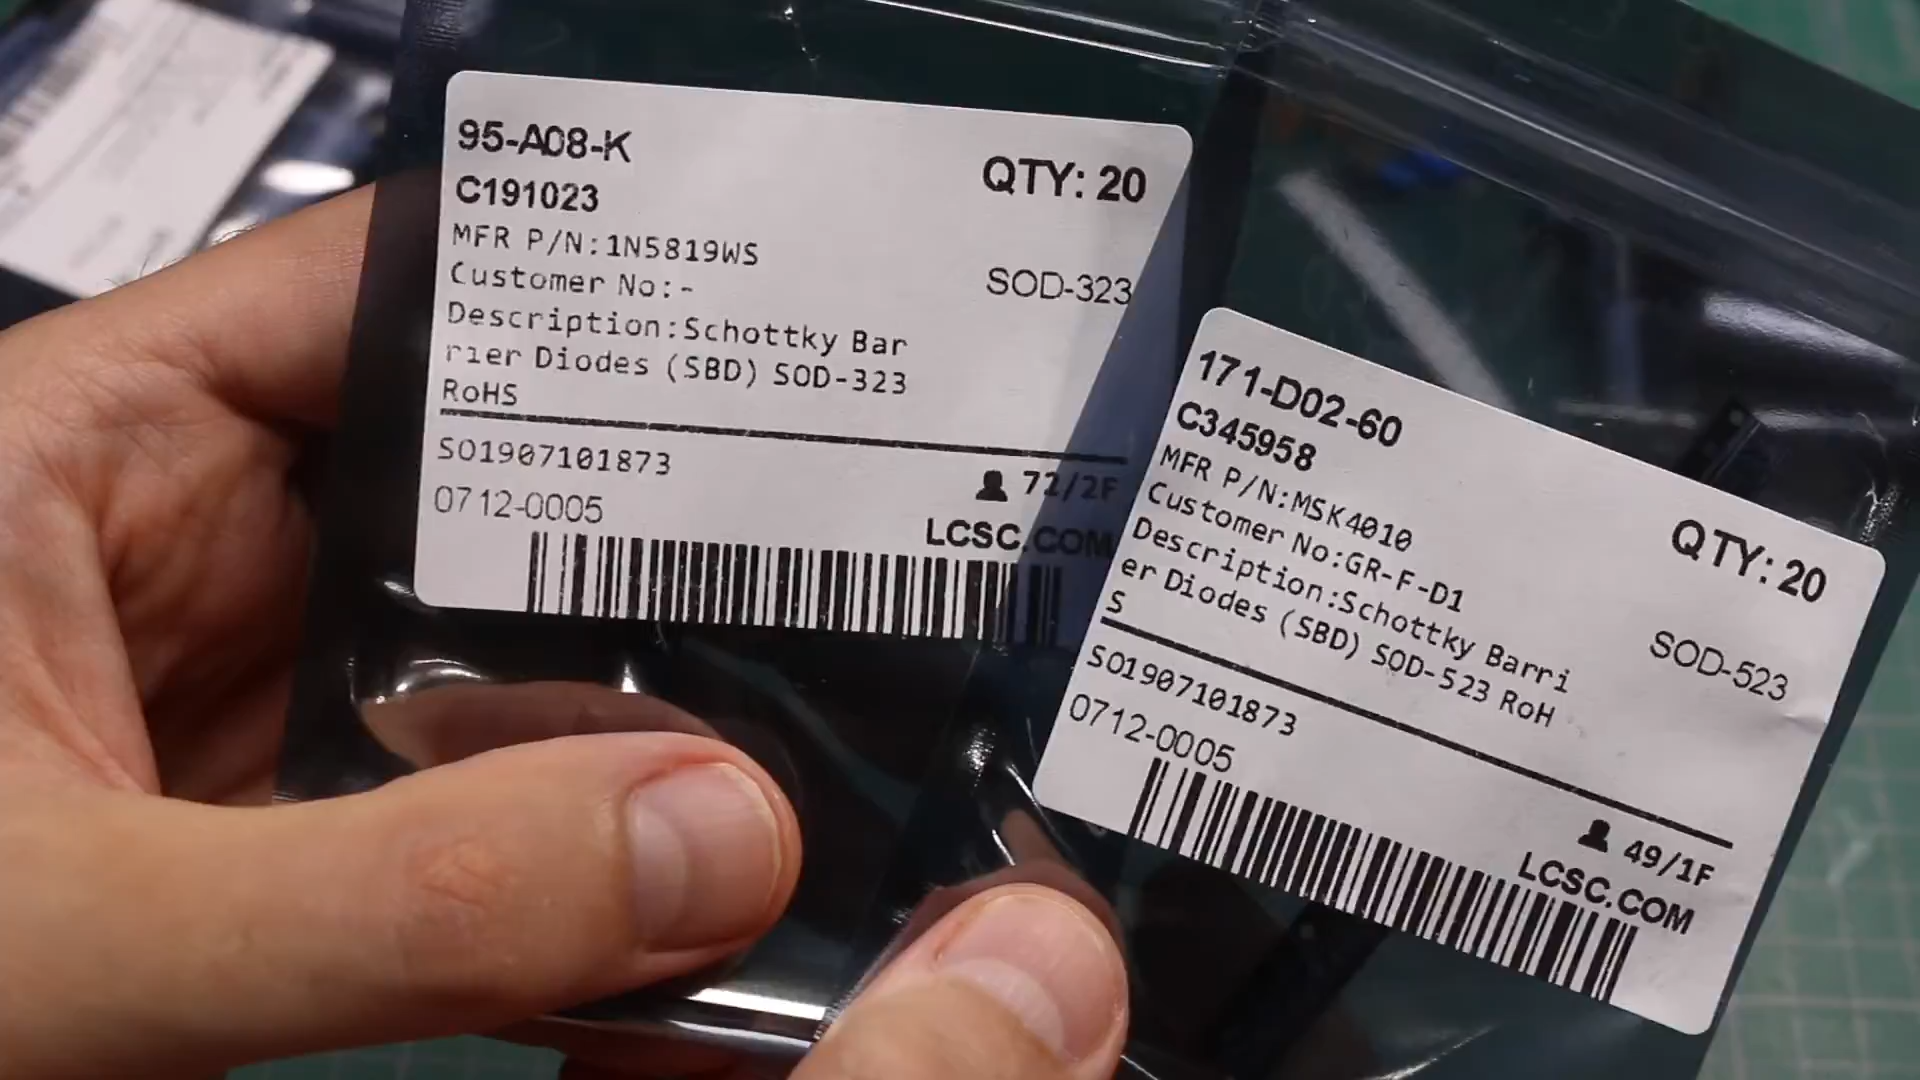 95-A08-K
C191023
QTY: 20
MFR P/N:1N5819WS
Customer No:-
SOD-323
Description:Schottky Bar
rier Diodes (SBD) SOD-323
RoHS
SO1907101873
72/2F
0712-0005
LCSC.COM
171-D02-60
C345958
QTY: 20
MFR P/N:MSK4010
Customer No:GR-F-D1
SOD-523
Description:Schottky Barri
er Diodes (SBD) SOD-523 RoH
S
SO1907101873
49/1F
0712-0005
LCSC.COM